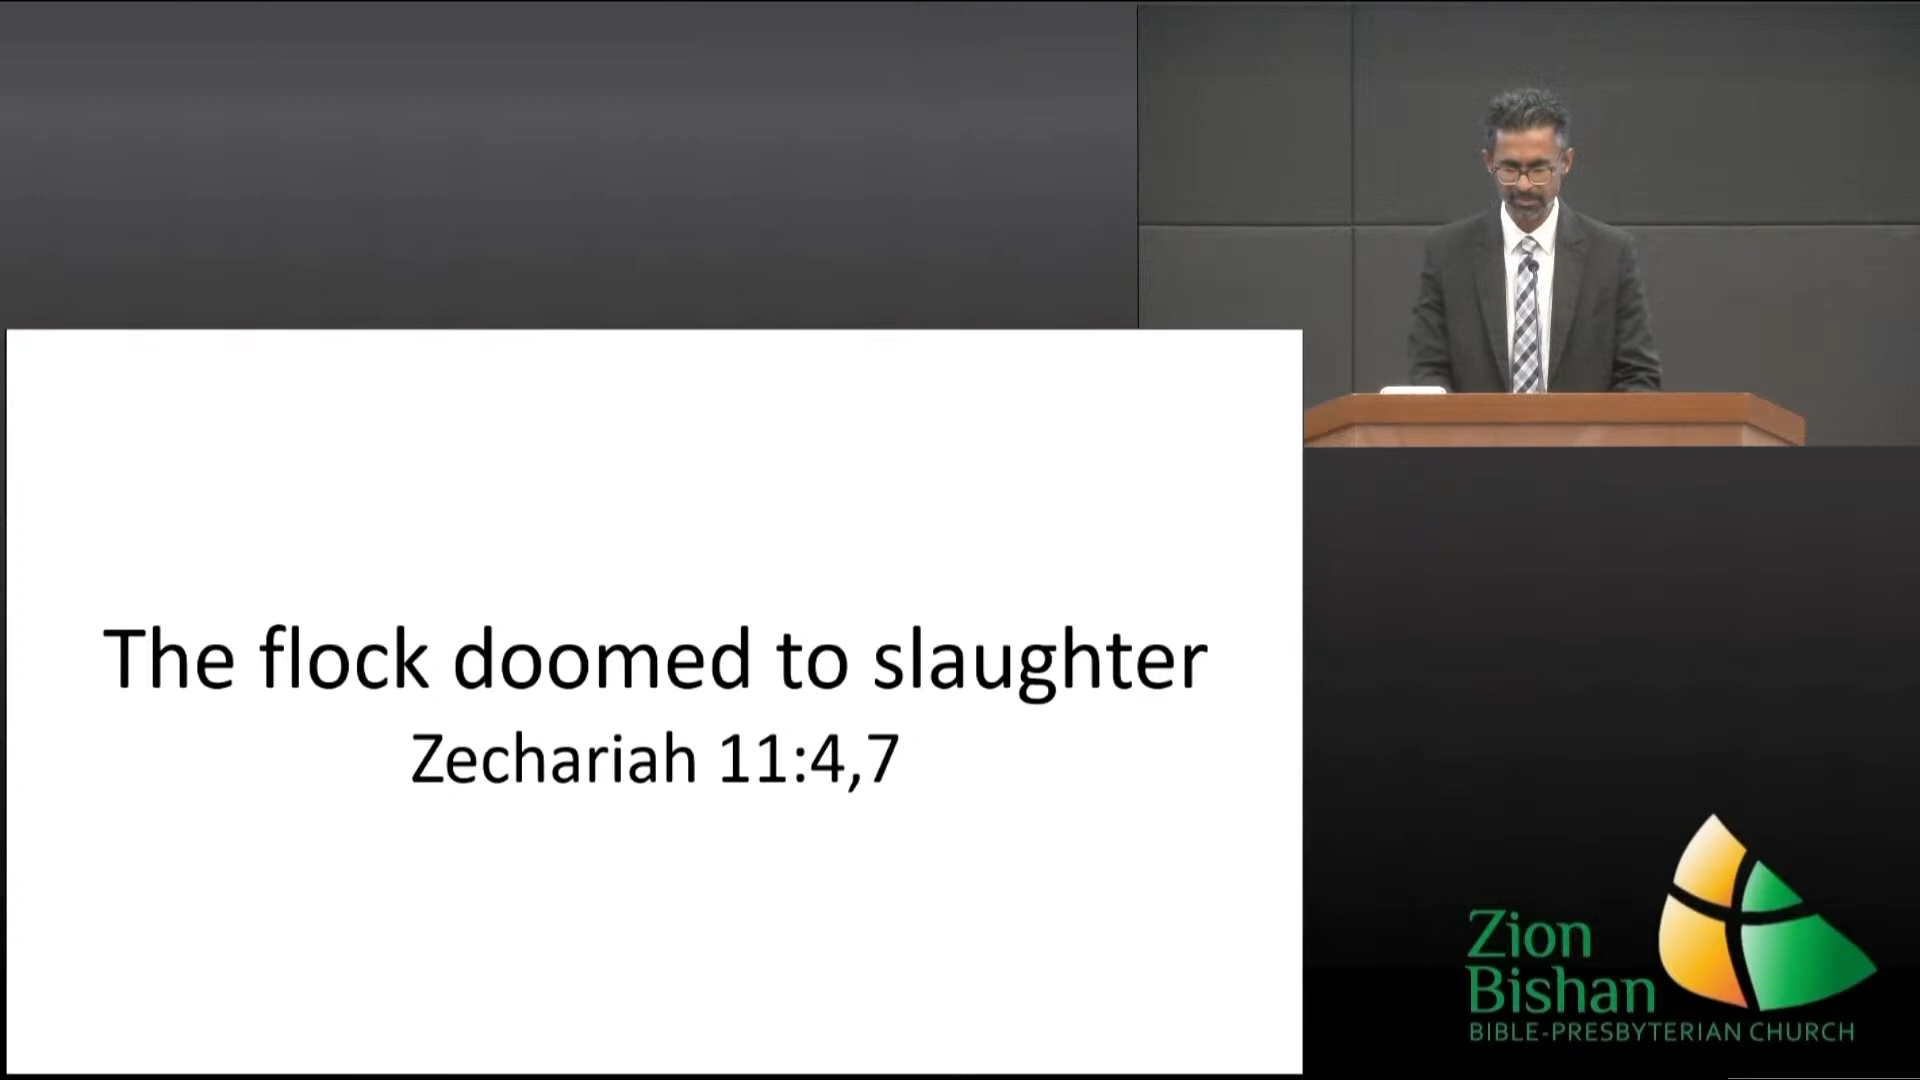 The flock doomed to slaughter
Zechariah 11:4,7
Zion
Bishan
BIBLE-PRESBYTERIAN CHURCH